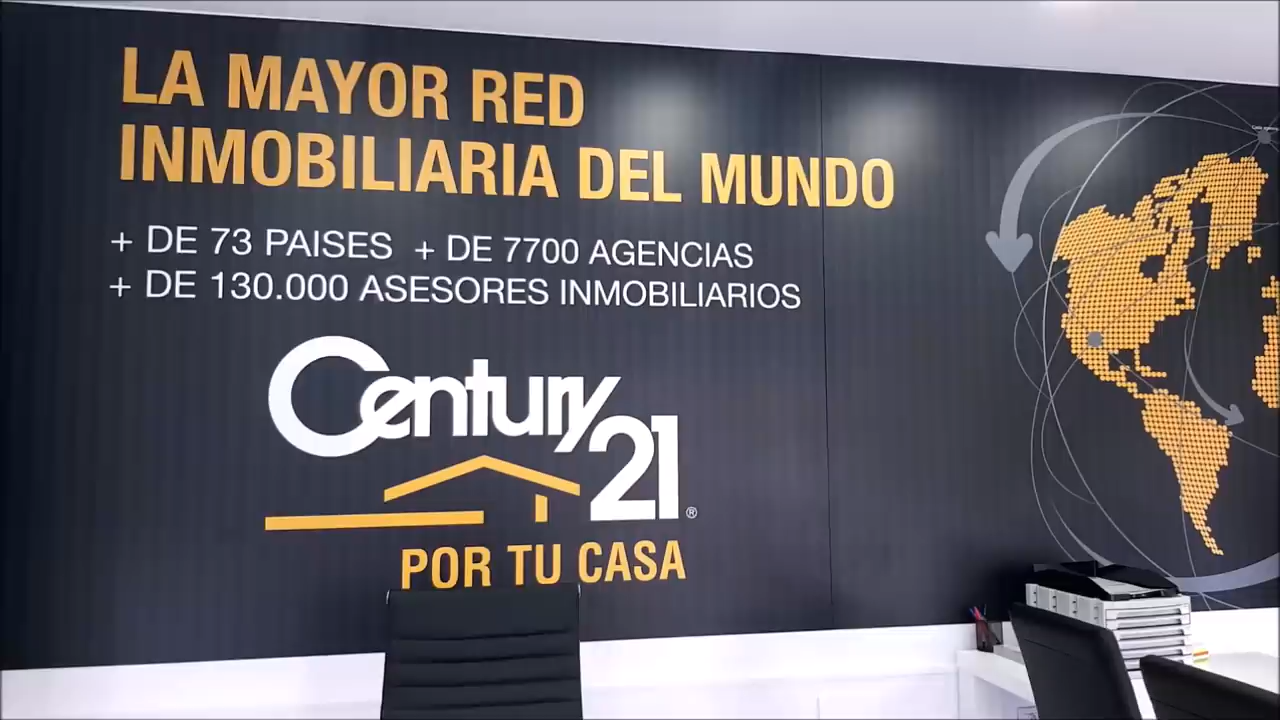 LA MAYOR RED
INMOBILIARIA DEL MUNDO
+ DE 73 PAISES + DE 7700 AGENCIAS
+ DE 130.000 ASESORES INMOBILIARIOS
Century
21®
POR TU CASA